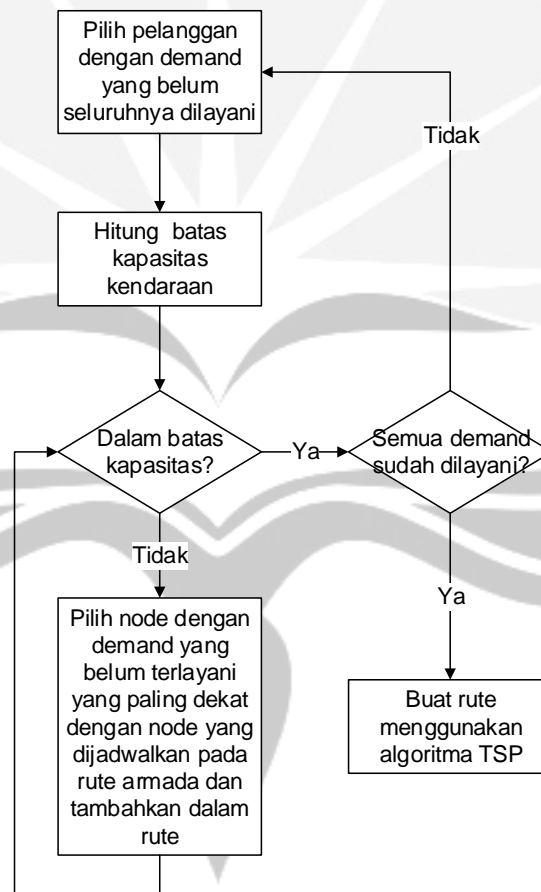 Pilih pelanggan
dengan demand
yang belum
seluruhnya dilayani
Tidak
Hitung batas
kapasitas
kendaraan
Dalam batas
kapasitas?
Ya
Semua demand
sudah dilayani?
Tidak
Ya
Pilih node dengan
demand yang
belum terlayani
yang paling dekat
dengan node yang
dijadwalkan pada
rute armada dan
tambahkan dalam
rute
Buat rute
menggunakan
algoritma TSP